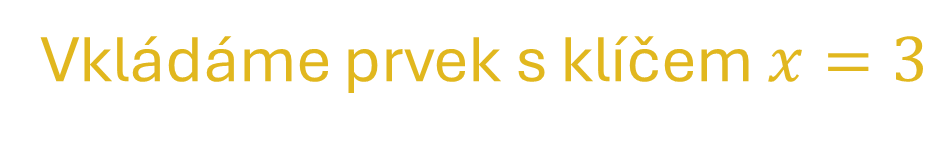 Vkládáme prvek s klíčem x = 3